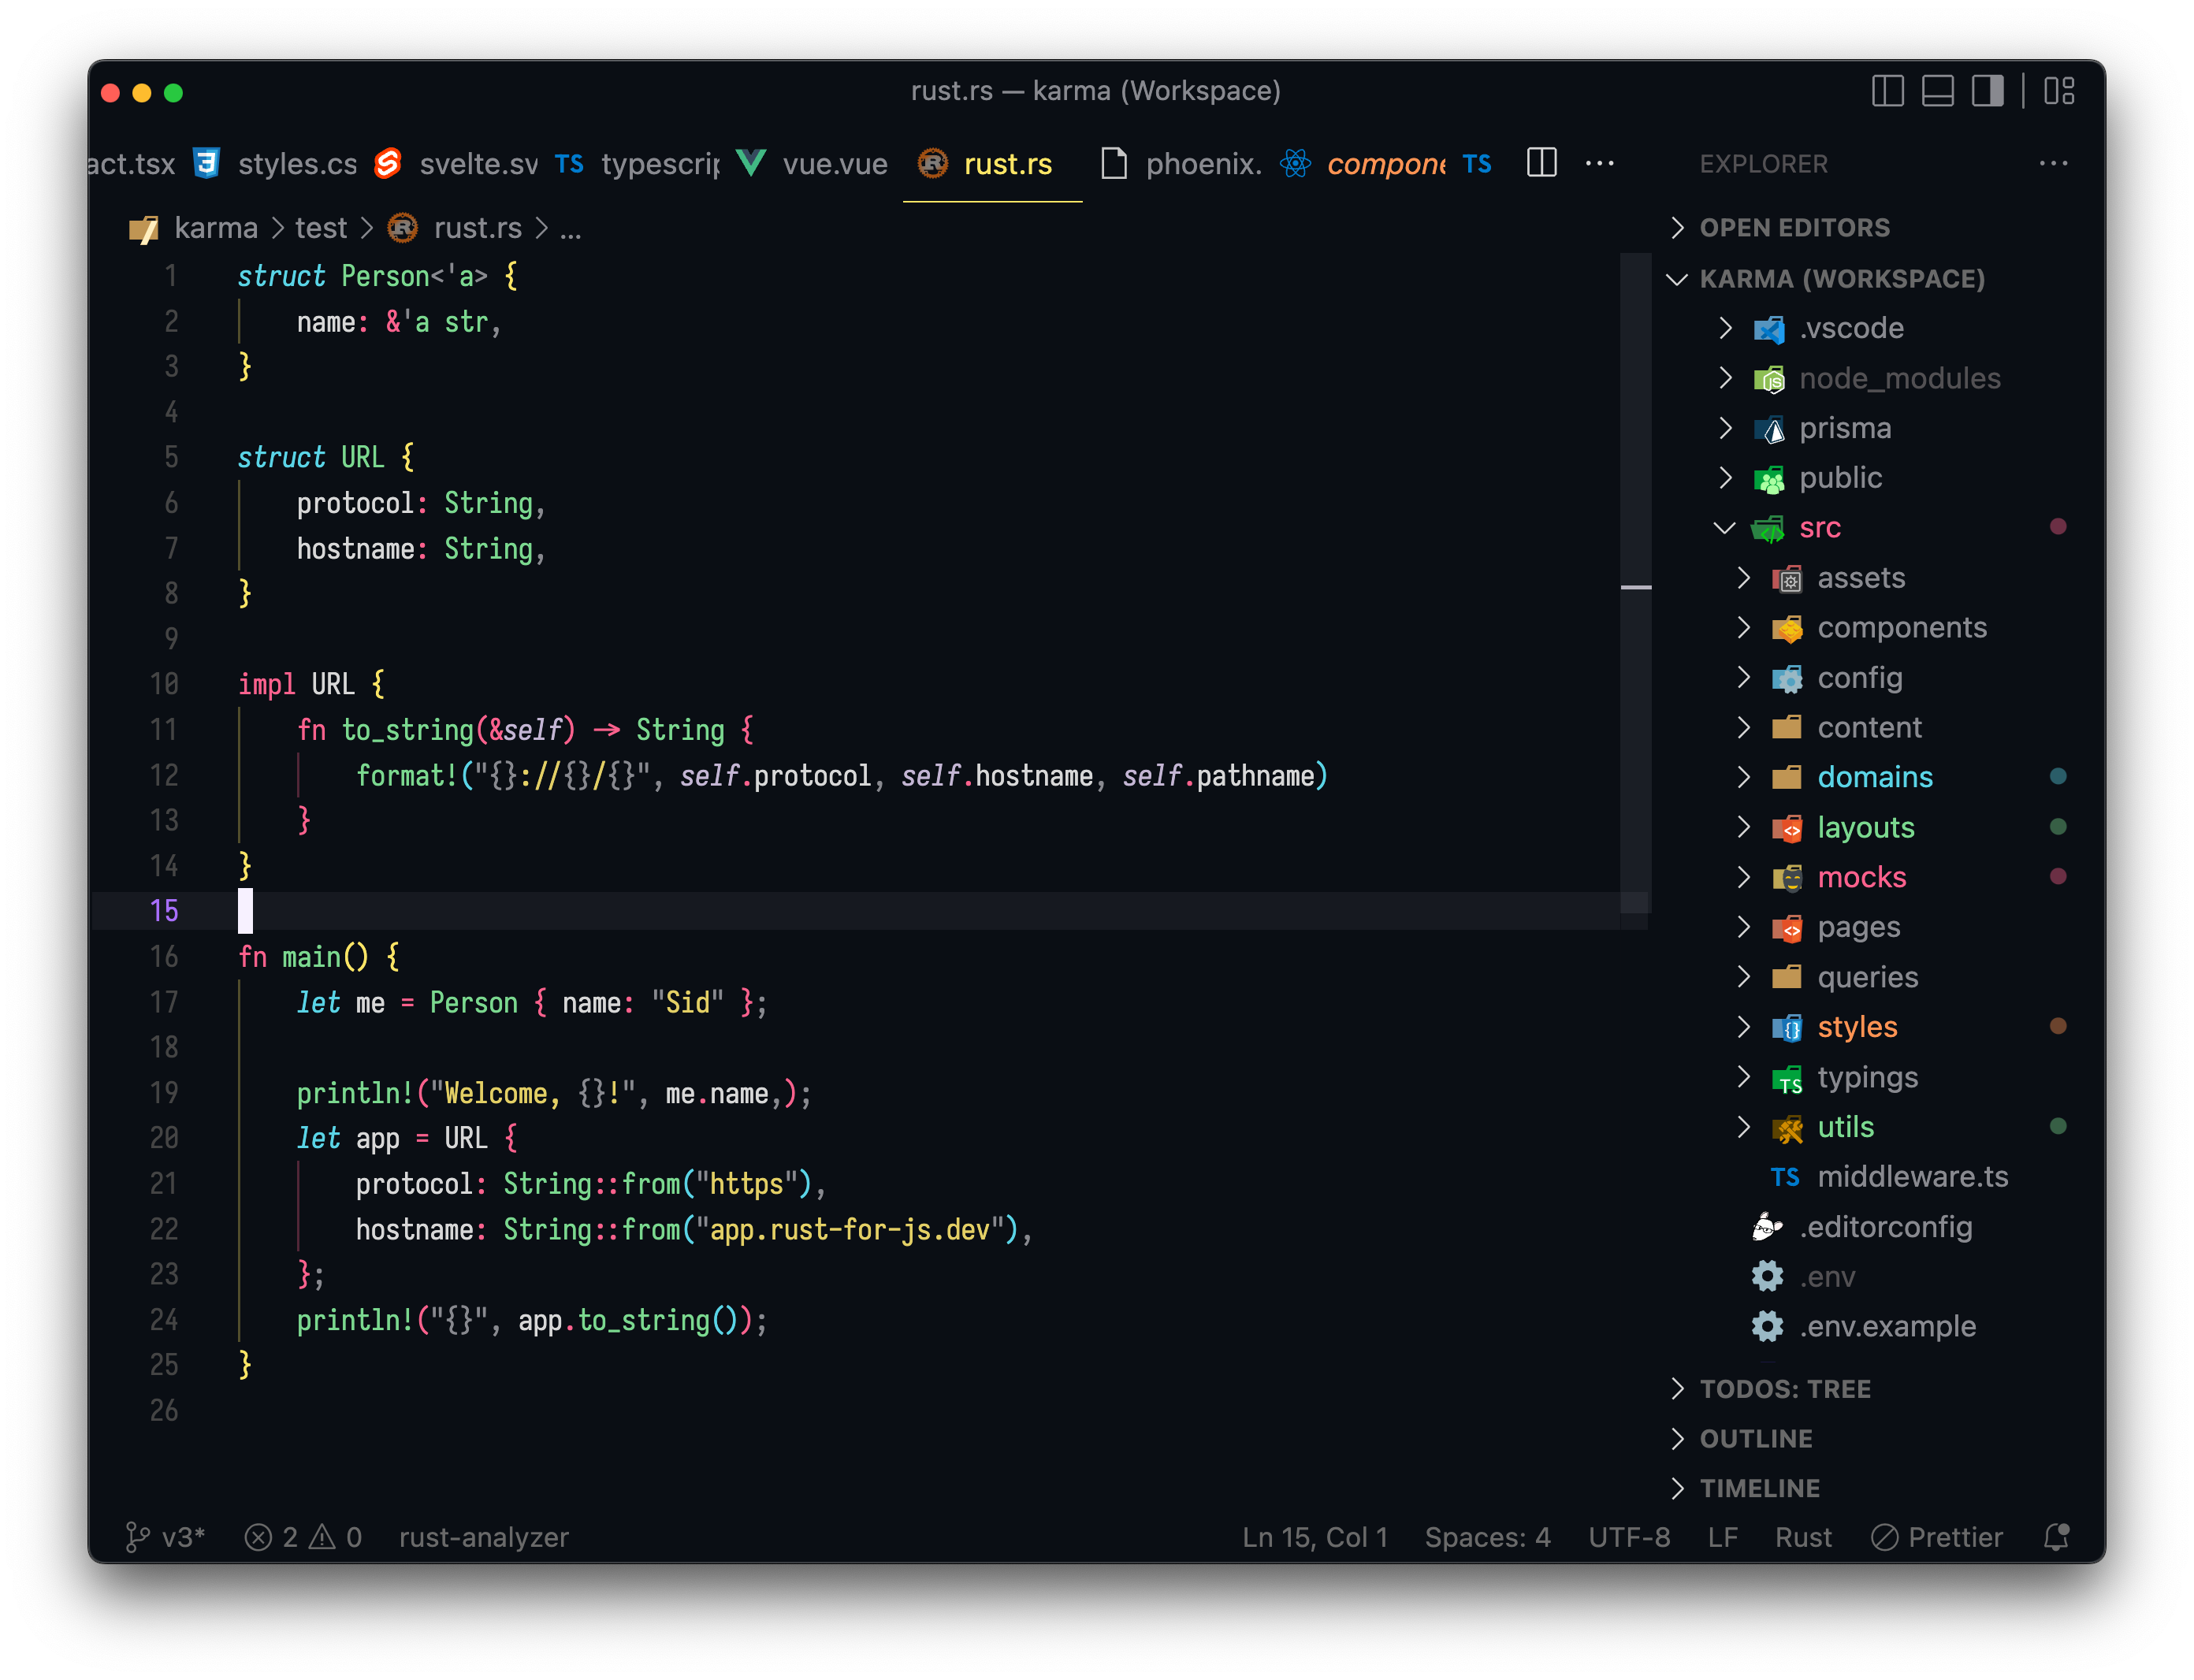 rust.rs — karma (Workspace)
act.tsx styles.cs svelte.sv TS typescrip vue.vue rust.rs phoenix. compone TS ...
karma > test > rust.rs > ...
1 struct Person<'a> {
2     name: &'a str,
3 }
4
5 struct URL {
6     protocol: String,
7     hostname: String,
8 }
9
10 impl URL {
11     fn to_string(&self) -> String {
12         format!("{}://{}/{}", self.protocol, self.hostname, self.pathname)
13     }
14 }
15
16 fn main() {
17     let me = Person { name: "Sid" };
18
19     println!("Welcome, {}!", me.name,);
20     let app = URL {
21         protocol: String::from("https"),
22         hostname: String::from("app.rust-for-js.dev"),
23     };
24     println!("{}", app.to_string());
25 }
26
EXPLORER ...
OPEN EDITORS
KARMA (WORKSPACE)
.vscode
node_modules
prisma
public
src
assets
components
config
content
domains
layouts
mocks
pages
queries
styles
typings
utils
TS middleware.ts
.editorconfig
.env
.env.example
TODOS: TREE
OUTLINE
TIMELINE
v3* 2 0 rust-analyzer Ln 15, Col 1 Spaces: 4 UTF-8 LF Rust Prettier